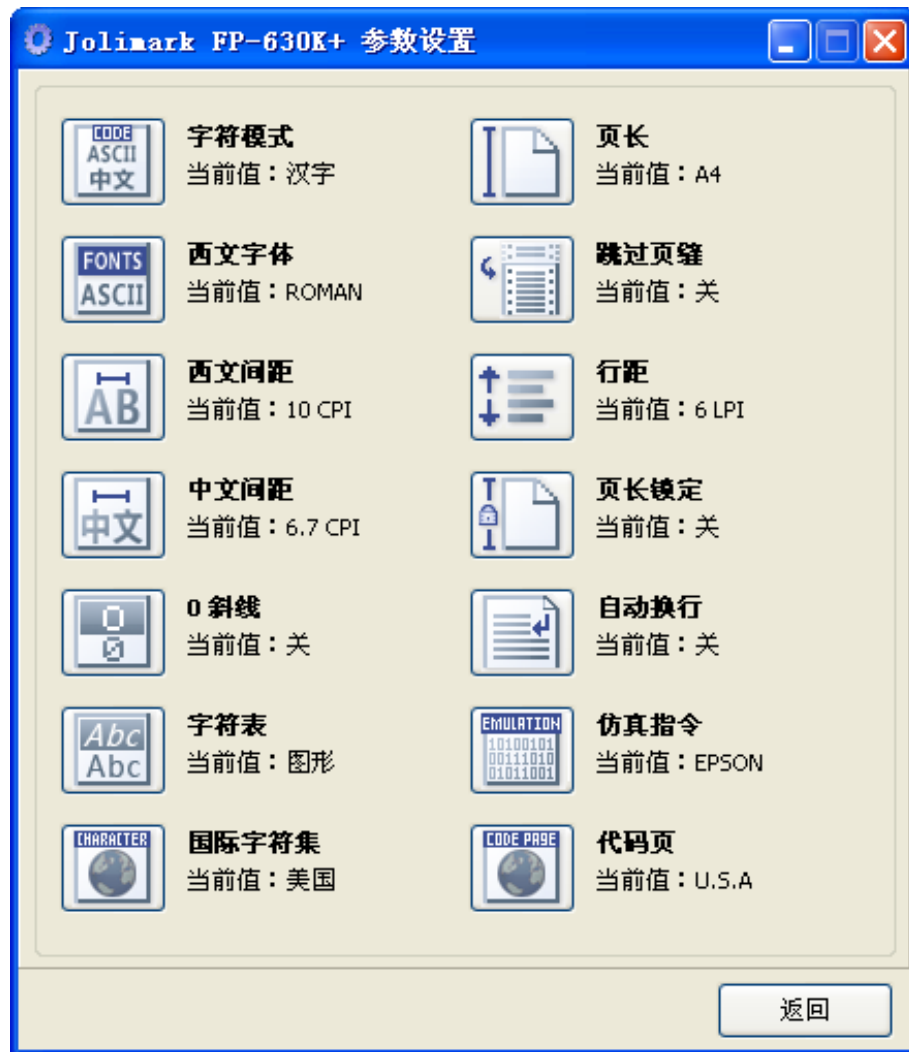 Jolimark FP-630K+ 参数设置
CODE
ASCII
中文
字符模式
当前值：汉字
页长
当前值：A4
FONTS
ASCII
西文字体
当前值：ROMAN
跳过页缝
当前值：关
AB
西文间距
当前值：10 CPI
行距
当前值：6 LPI
中文
中文间距
当前值：6.7 CPI
页长锁定
当前值：关
0
0
0 斜线
当前值：关
自动换行
当前值：关
Abc
Abc
字符表
当前值：图形
EMULATION
10100101
00111010
01011001
仿真指令
当前值：EPSON
CHARACTER
国际字符集
当前值：美国
CODE PAGE
代码页
当前值：U.S.A
返回